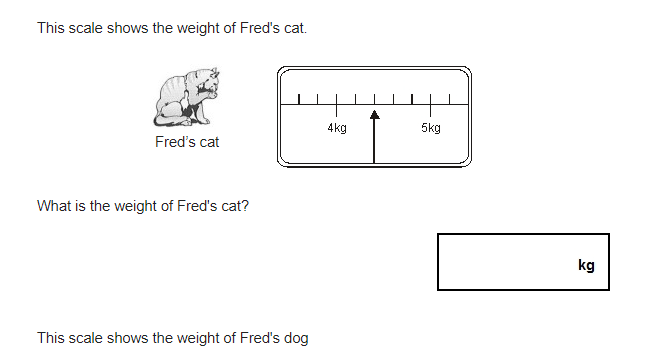 This scale shows the weight of Fred's cat.
4kg 5kg
Fred's cat
What is the weight of Fred's cat?
kg
This scale shows the weight of Fred's dog